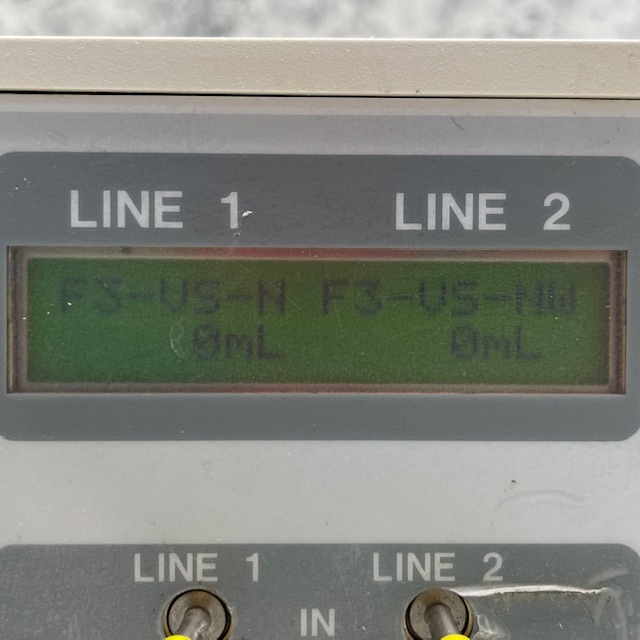 LINE 1 LINE 2
F3-VS-N F3-VS-NW
0mL 0mL
LINE 1 LINE 2
IN